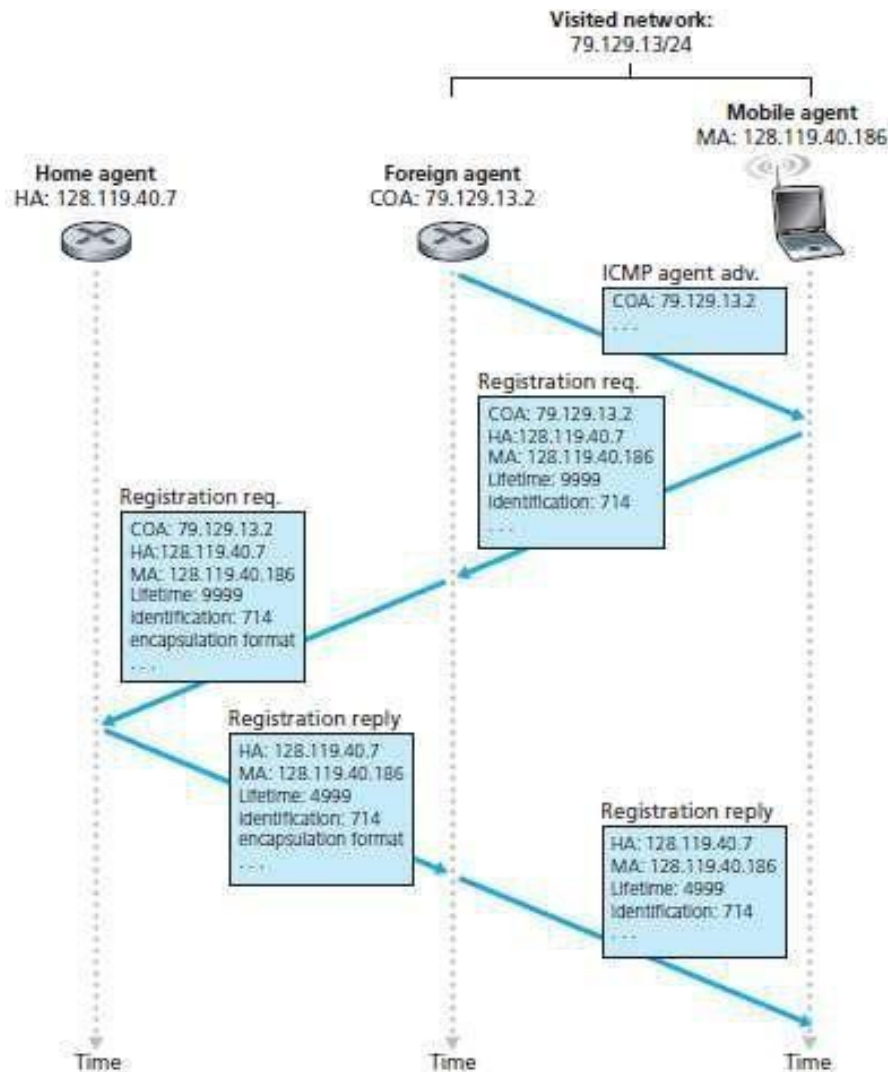 Visited network:
79.129.13/24
Mobile agent
MA: 128.119.40.186
Home agent
HA: 128.119.40.7
Foreign agent
COA: 79.129.13.2
ICMP agent adv.
COA: 79.129.13.2
. . .
Registration req.
COA: 79.129.13.2
HA:128.119.40.7
MA: 128.119.40.186
Lifetime: 9999
identification: 714
. . .
Registration req.
COA: 79.129.13.2
HA:128.119.40.7
MA: 128.119.40.186
Lifetime: 9999
identification: 714
encapsulation format
. . .
Registration reply
HA: 128.119.40.7
MA: 128.119.40.186
Lifetime: 4999
identification: 714
encapsulation format
. . .
Registration reply
HA: 128.119.40.7
MA: 128.119.40.186
Lifetime: 4999
identification: 714
. . .
Time
Time
Time